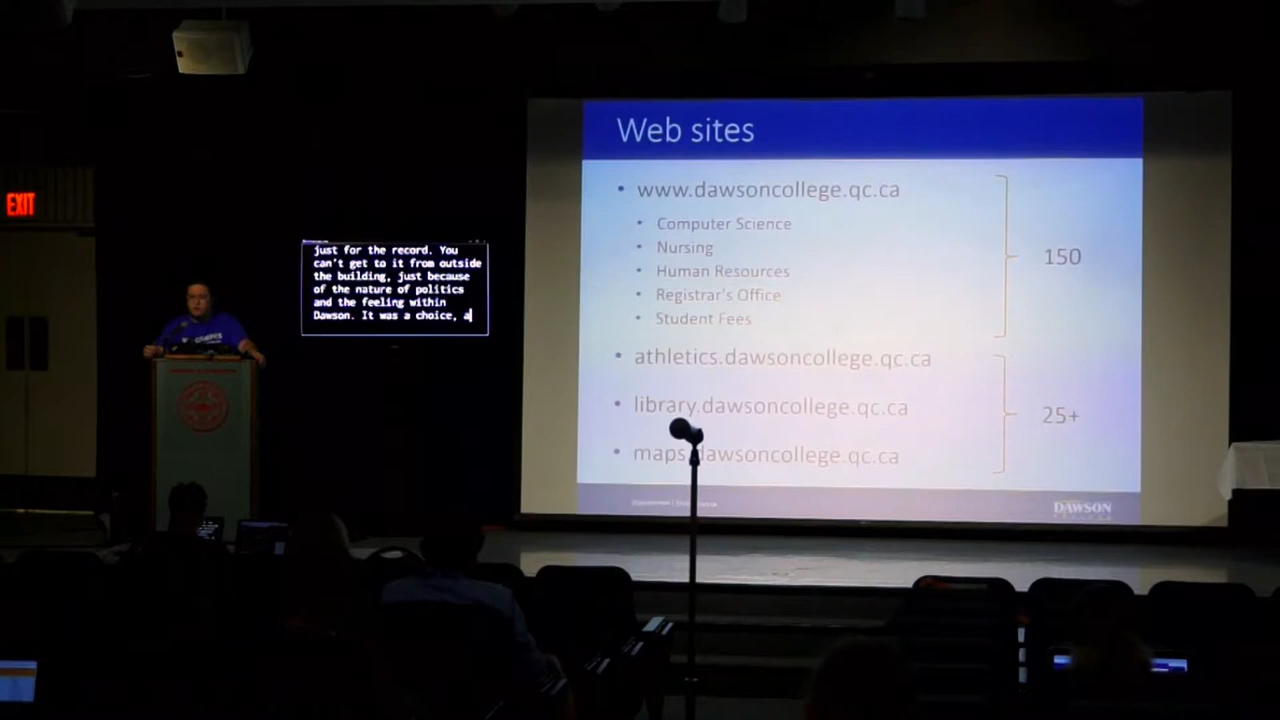 EXIT
just for the record. You
can't get to it from outside
the building, just because
of the nature of politics
and the feeling within
Dawson. It was a choice, a
Web sites
• www.dawsoncollege.qc.ca
• Computer Science
• Nursing
• Human Resources
• Registrar's Office
• Student Fees
150
• athletics.dawsoncollege.qc.ca
• library.dawsoncollege.qc.ca
• maps.dawsoncollege.qc.ca
25+
DAWSON